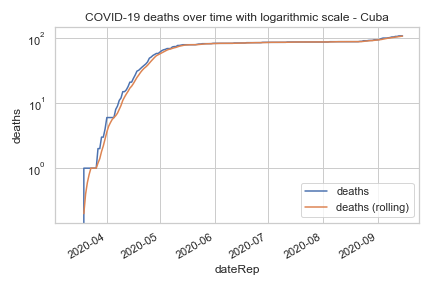 COVID-19 deaths over time with logarithmic scale - Cuba
deaths
10²
10¹
10⁰
deaths
deaths (rolling)
2020-04
2020-05
2020-06
2020-07
2020-08
2020-09
dateRep